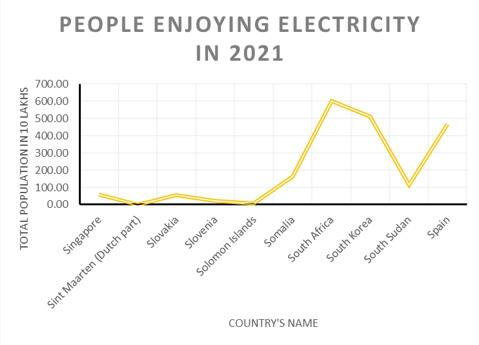 PEOPLE ENJOYING ELECTRICITY
IN 2021
TOTAL POPULATION IN 10 LAKHS
700.00
600.00
500.00
400.00
300.00
200.00
100.00
0.00
Singapore
Sint Maarten (Dutch part)
Slovakia
Slovenia
Solomon Islands
Somalia
South Africa
South Korea
South Sudan
Spain
COUNTRY'S NAME